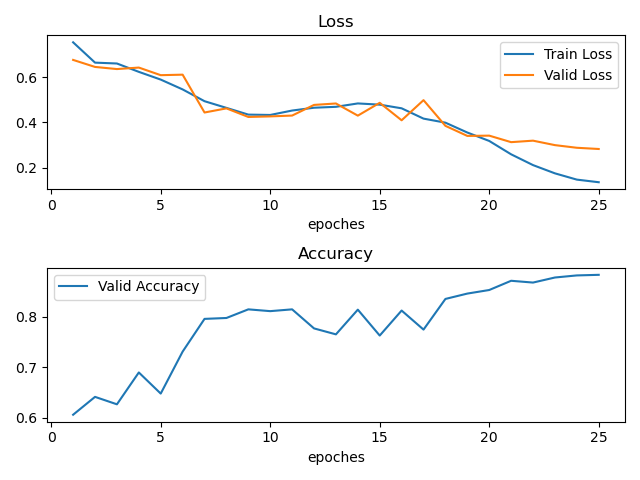 Loss
Train Loss
Valid Loss
0.6
0.4
0.2
0 5 10 15 20 25
epoches
Accuracy
Valid Accuracy
0.8
0.7
0.6
0 5 10 15 20 25
epoches